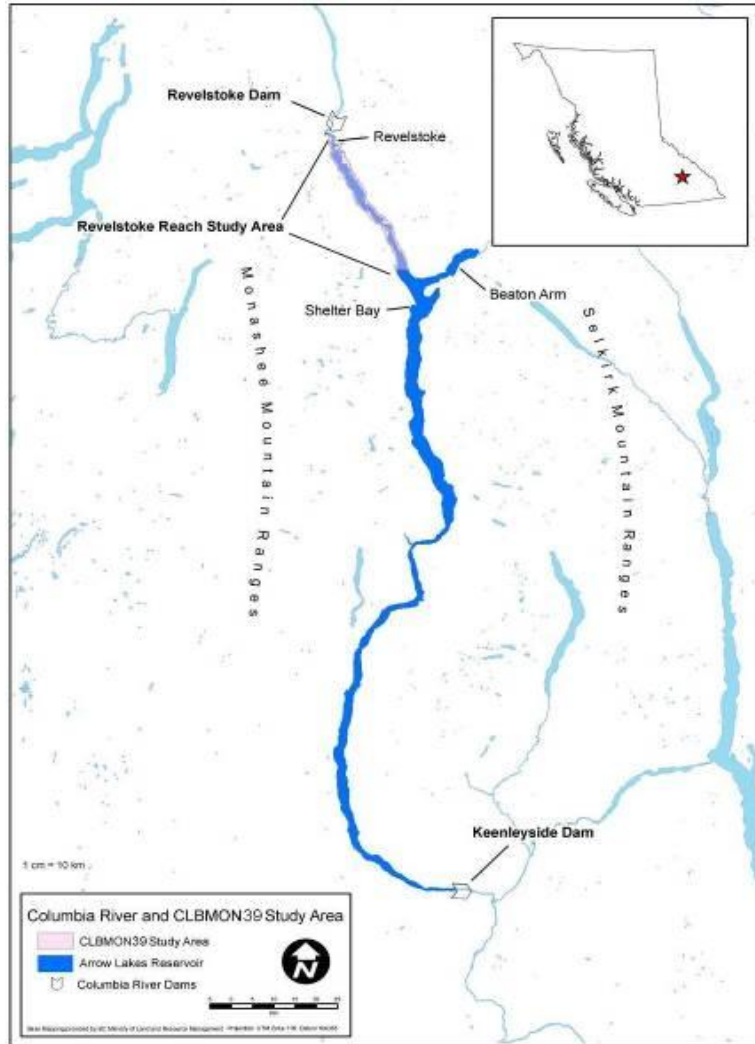 Revelstoke Dam
Revelstoke
Revelstoke Reach Study Area
Beaton Arm
Shelter Bay
Monashee Mountain Ranges
Selkirk Mountain Ranges
Keenleyside Dam
1 cm = 10 km
Columbia River and CLBMON39 Study Area
CLBMON39 Study Area
Arrow Lakes Reservoir
Columbia River Dams
N